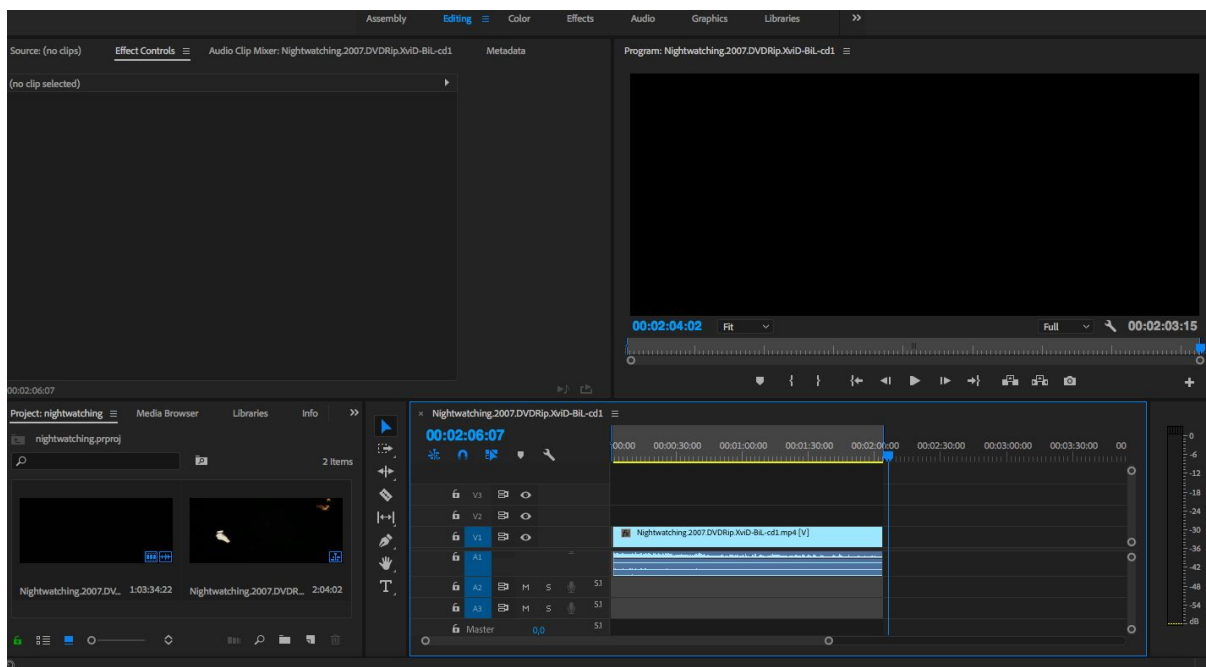 Assembly Editing Color Effects Audio Graphics Libraries >>
Source: (no clips) Effect Controls Audio Clip Mixer: Nightwatching.2007.DVDRip.XviD-BiL-cd1 Metadata
(no clip selected)
00:02:06:07
Program: Nightwatching.2007.DVDRip.XviD-BiL-cd1
00:02:04:02 Fit Full 00:02:03:15
Project: nightwatching Media Browser Libraries Info >>
nightwatching.prproj
2 Items
Nightwatching.2007.DV... 1:03:34:22 Nightwatching.2007.DVDR... 2:04:02
T
× Nightwatching.2007.DVDRip.XviD-BiL-cd1
00:02:06:07
:00:00 00:00:30:00 00:01:00:00 00:01:30:00 00:02:00:00 00:02:30:00 00:03:00:00 00:03:30:00 00
V3
V2
V1 Nightwatching.2007.DVDRip.XviD-BiL-cd1.mp4 [V]
A1
A2 M S 5.1
A3 M S 5.1
Master 0,0 5.1
0
-6
-12
-18
-24
-30
-36
-42
-48
-54
dB